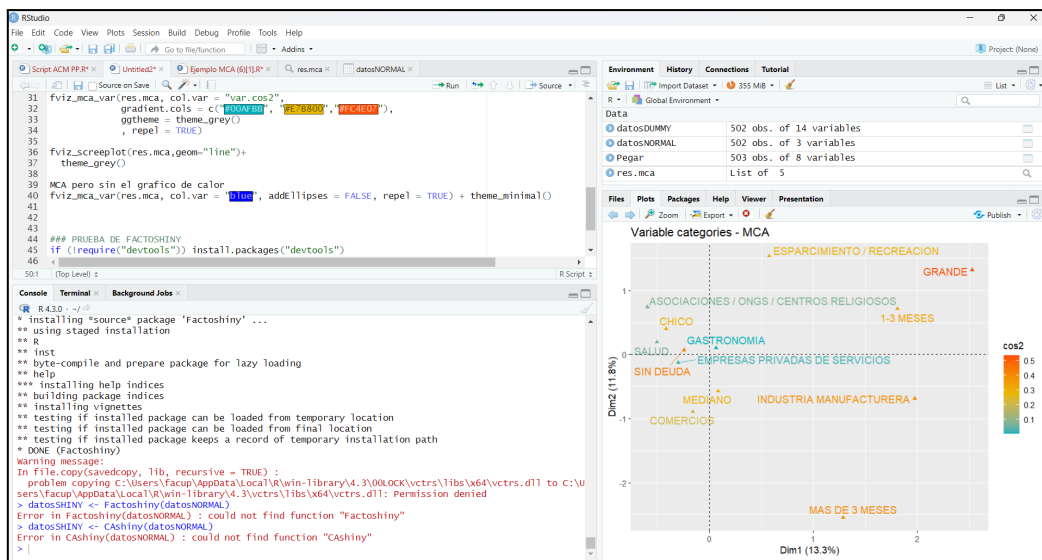 RStudio
File Edit Code View Plots Session Build Debug Profile Tools Help
Go to file/function Addins Project: (None)
Script ACM PP.R* Untitled2* Ejemplo MCA (6)[1].R* res.mca datosNORMAL
Source on Save Run Source
31 fviz_mca_var(res.mca, col.var = "var.cos2",
32 gradient.cols = c("#00AFBB", "#E7B800","#FC4E07"),
33 ggtheme = theme_grey()
34 , repel = TRUE)
35
36 fviz_screeplot(res.mca,geom="line")+
37 theme_grey()
38
39 MCA pero sin el grafico de calor
40 fviz_mca_var(res.mca, col.var = "blue", addEllipses = FALSE, repel = TRUE) + theme_minimal()
41
42
43
44 ### PRUEBA DE FACTOSHINY
45 if (!require("devtools")) install.packages("devtools")
46
50:1 (Top Level) R Script
Console Terminal Background Jobs
R 4.3.0 · ~/
* installing *source* package 'Factoshiny' ...
** using staged installation
** R
** inst
** byte-compile and prepare package for lazy loading
** help
*** installing help indices
** building package indices
** installing vignettes
** testing if installed package can be loaded from temporary location
** testing if installed package can be loaded from final location
** testing if installed package keeps a record of temporary installation path
* DONE (Factoshiny)
Warning message:
In file.copy(savedcopy, lib, recursive = TRUE) :
problem copying C:\Users\facup\AppData\Local\R\win-library\4.3\00LOCK\vctrs\libs\x64\vctrs.dll to C:\U
sers\facup\AppData\Local\R\win-library\4.3\vctrs\libs\x64\vctrs.dll: Permission denied
> datosSHINY <- Factoshiny(datosNORMAL)
Error in Factoshiny(datosNORMAL) : could not find function "Factoshiny"
> datosSHINY <- CAshiny(datosNORMAL)
Error in CAshiny(datosNORMAL) : could not find function "CAshiny"
>
Environment History Connections Tutorial
Import Dataset 355 MiB List
R Global Environment
Data
datosDUMMY 502 obs. of 14 variables
datosNORMAL 502 obs. of 3 variables
Pegar 503 obs. of 8 variables
res.mca List of 5
Files Plots Packages Help Viewer Presentation
Zoom Export Publish
Variable categories - MCA
ESPARCIMIENTO / RECREACION
GRANDE
1
ASOCIACIONES / ONGS / CENTROS RELIGIOSOS
1-3 MESES
CHICO
GASTRONOMIA
SALUD
0
EMPRESAS PRIVADAS DE SERVICIOS
SIN DEUDA
MEDIANO
INDUSTRIA MANUFACTURERA
-1
COMERCIOS
-2
MAS DE 3 MESES
Dim2 (11.8%)
0 1 2
Dim1 (13.3%)
cos2
0.5
0.4
0.3
0.2
0.1